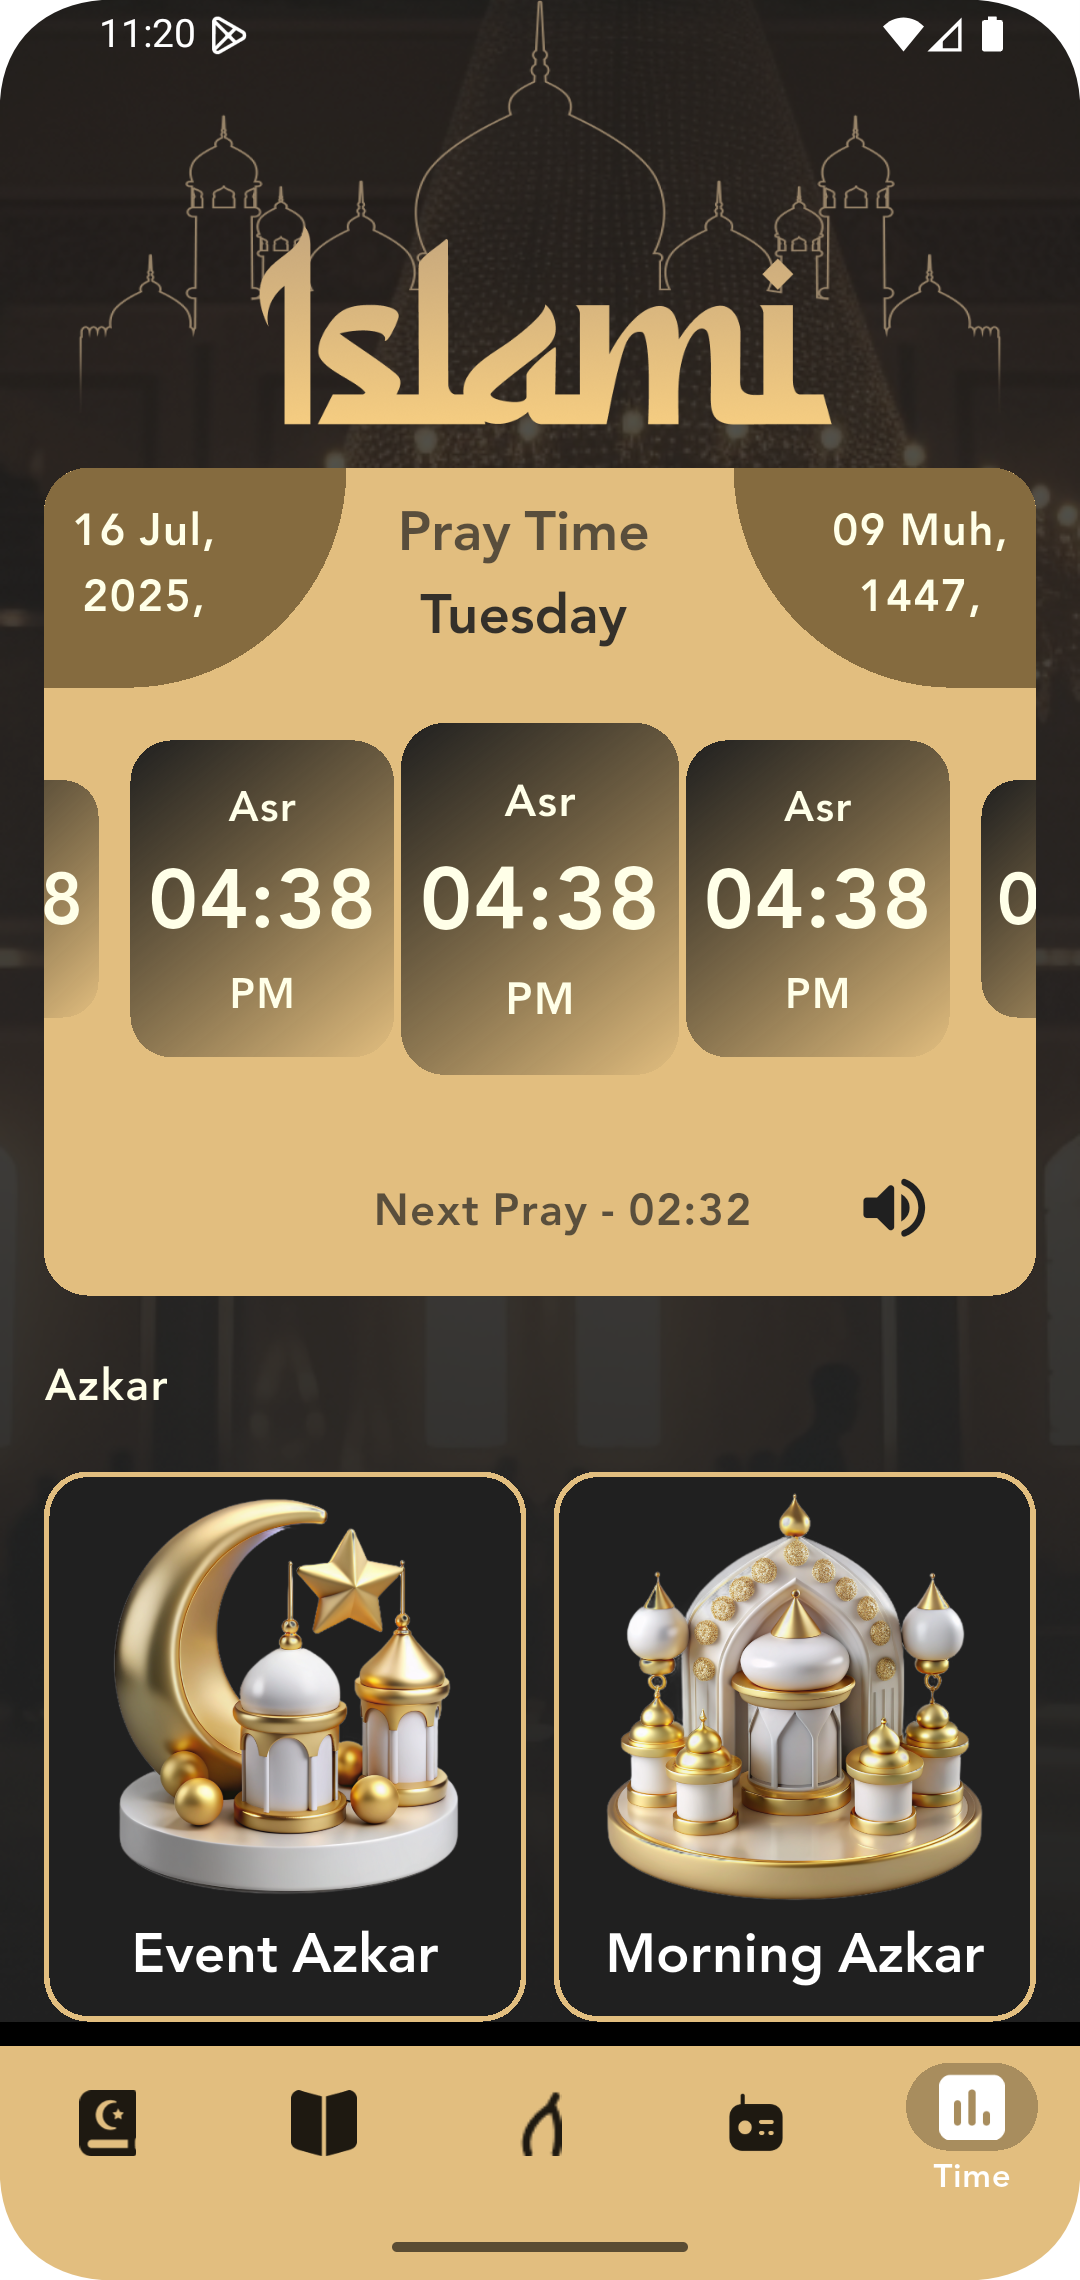 11:20
Islami
16 Jul,
2025,
Pray Time
Tuesday
09 Muh,
1447,
8
Asr
04:38
PM
Asr
04:38
PM
Asr
04:38
PM
0
Next Pray - 02:32
Azkar
Event Azkar
Morning Azkar
Time